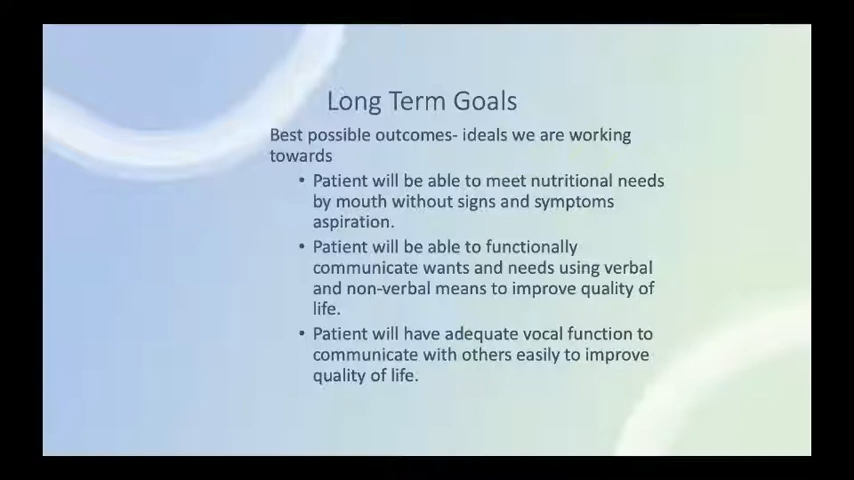 Long Term Goals
Best possible outcomes- ideals we are working
towards
• Patient will be able to meet nutritional needs
by mouth without signs and symptoms
aspiration.
• Patient will be able to functionally
communicate wants and needs using verbal
and non-verbal means to improve quality of
life.
• Patient will have adequate vocal function to
communicate with others easily to improve
quality of life.